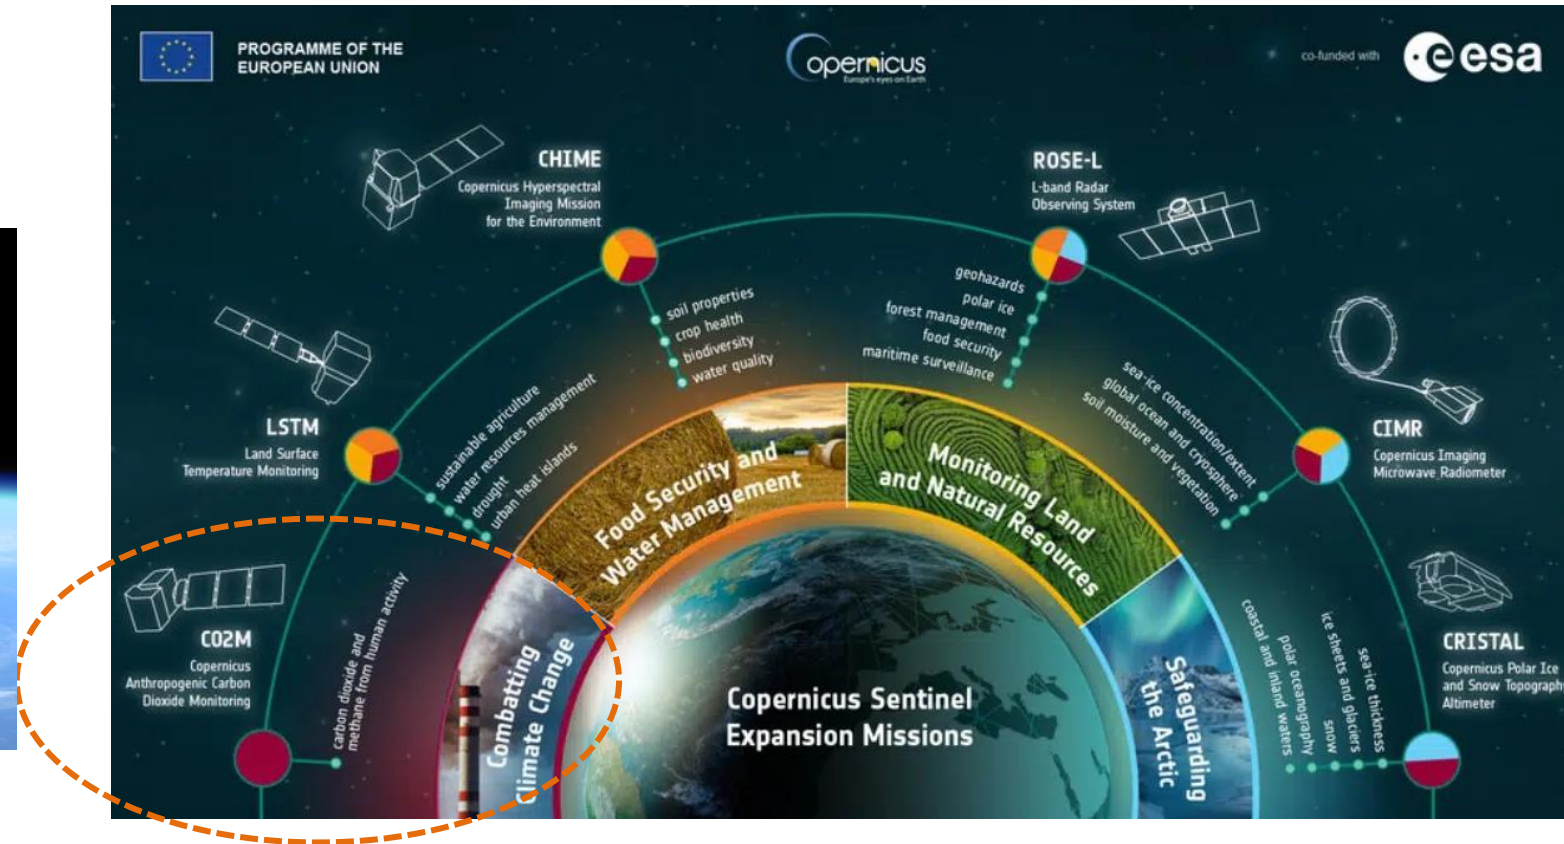 PROGRAMME OF THE
EUROPEAN UNION
opernicus
Europe's eyes on Earth
co-funded with
esa
CHIME
Copernicus Hyperspectral
Imaging Mission
for the Environment
ROSE-L
L-band Radar
Observing System
soil properties
crop health
biodiversity
water quality
geohazards
polar ice
forest management
food security
maritime surveillance
LSTM
Land Surface
Temperature Monitoring
sustainable agriculture
water resources management
drought
urban heat islands
sea-ice concentration/extent
global ocean and cryosphere
soil moisture and vegetation
CIMR
Copernicus Imaging
Microwave Radiometer
Food Security and
Water Management
Monitoring Land
and Natural Resources
CO2M
Copernicus
Anthropogenic Carbon
Dioxide Monitoring
carbon dioxide and
methane from human activity
Combatting
Climate Change
Copernicus Sentinel
Expansion Missions
Safeguarding
the Arctic
coastal and inland waters
polar oceanography
snow
ice sheets and glaciers
sea-ice thickness
CRISTAL
Copernicus Polar Ice
and Snow Topograph
Altimeter